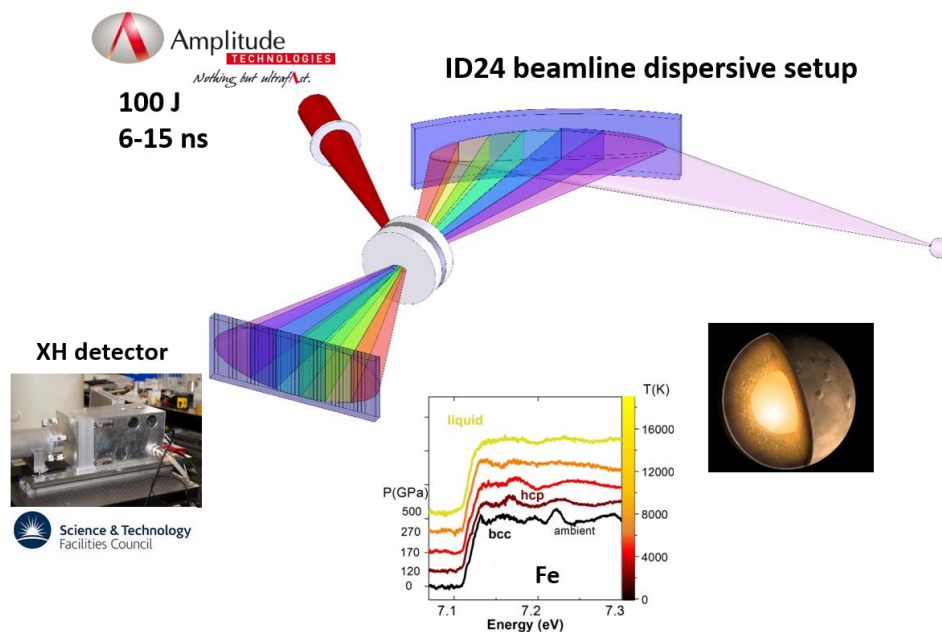 Amplitude
TECHNOLOGIES
Nothing but ultrafast.
100 J
6-15 ns
ID24 beamline dispersive setup
XH detector
Science & Technology
Facilities Council
T(K)
16000
12000
8000
4000
0
P(GPa)
500
270
170
120
0
liquid
hcp
bcc
ambient
Fe
7.1 7.2 7.3
Energy (eV)